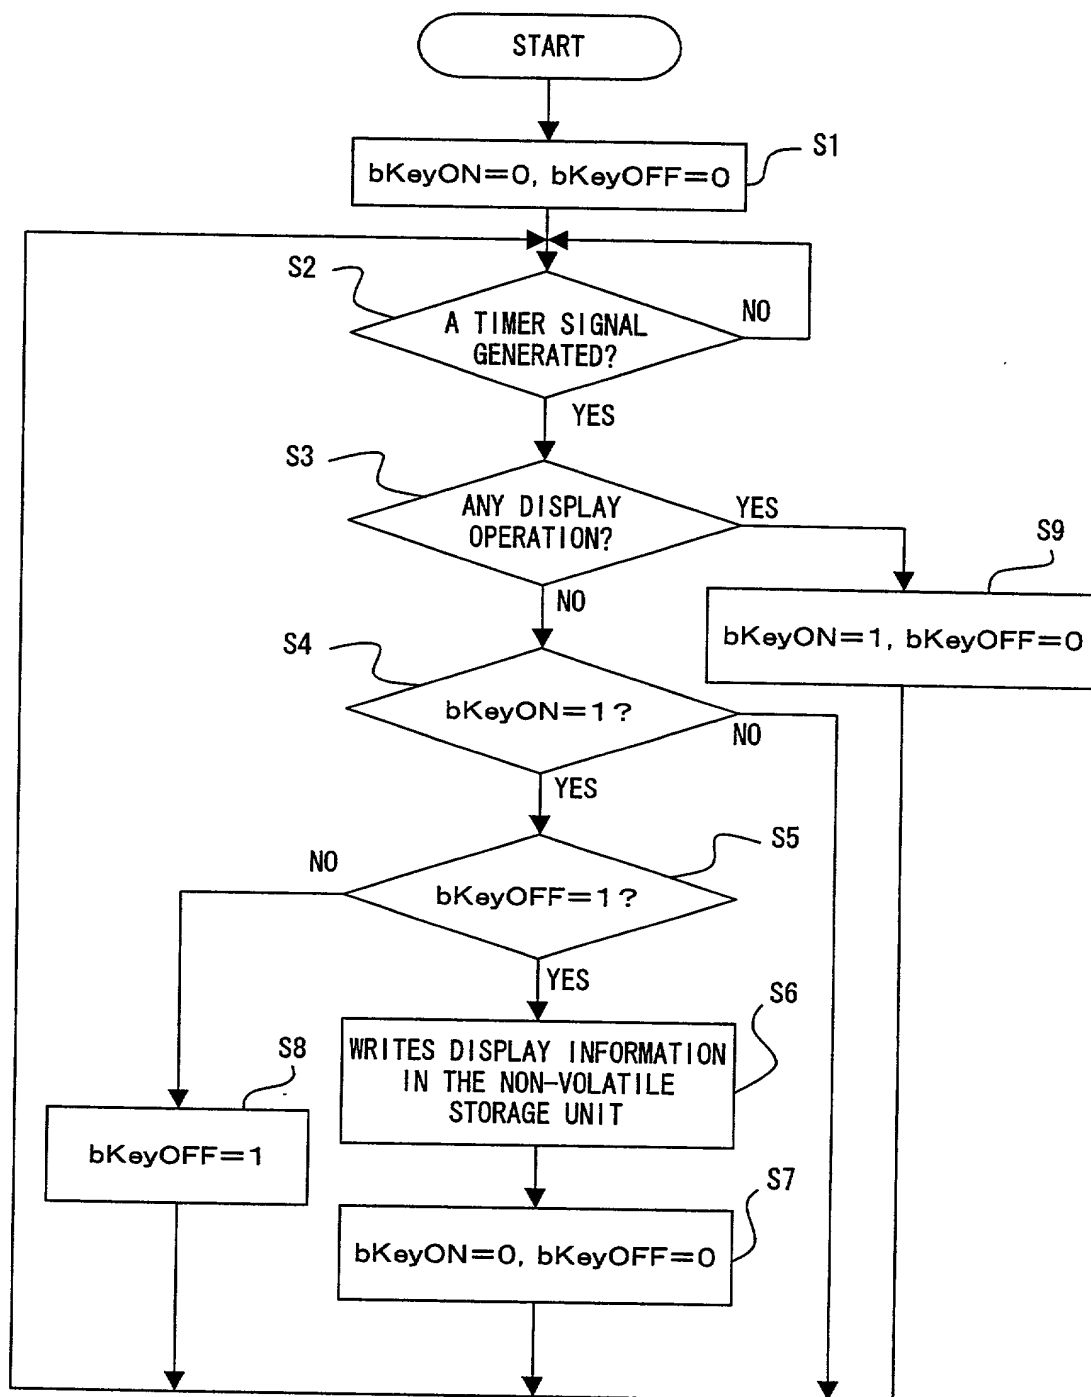 START
S1
bKeyON=0, bKeyOFF=0
S2
A TIMER SIGNAL
GENERATED?
NO
YES
S3
ANY DISPLAY
OPERATION?
YES
NO
S9
bKeyON=1, bKeyOFF=0
S4
bKeyON=1?
NO
YES
S5
bKeyOFF=1?
NO
YES
S6
WRITES DISPLAY INFORMATION
IN THE NON-VOLATILE
STORAGE UNIT
S8
bKeyOFF=1
S7
bKeyON=0, bKeyOFF=0